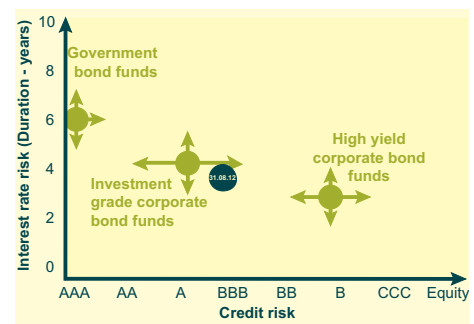 10
Government
bond funds
8
6
High yield
corporate bond
funds
4
31.08.12
Investment
grade corporate
bond funds
2
0
Interest rate risk (Duration - years)
AAA AA A BBB BB B CCC Equity
Credit risk